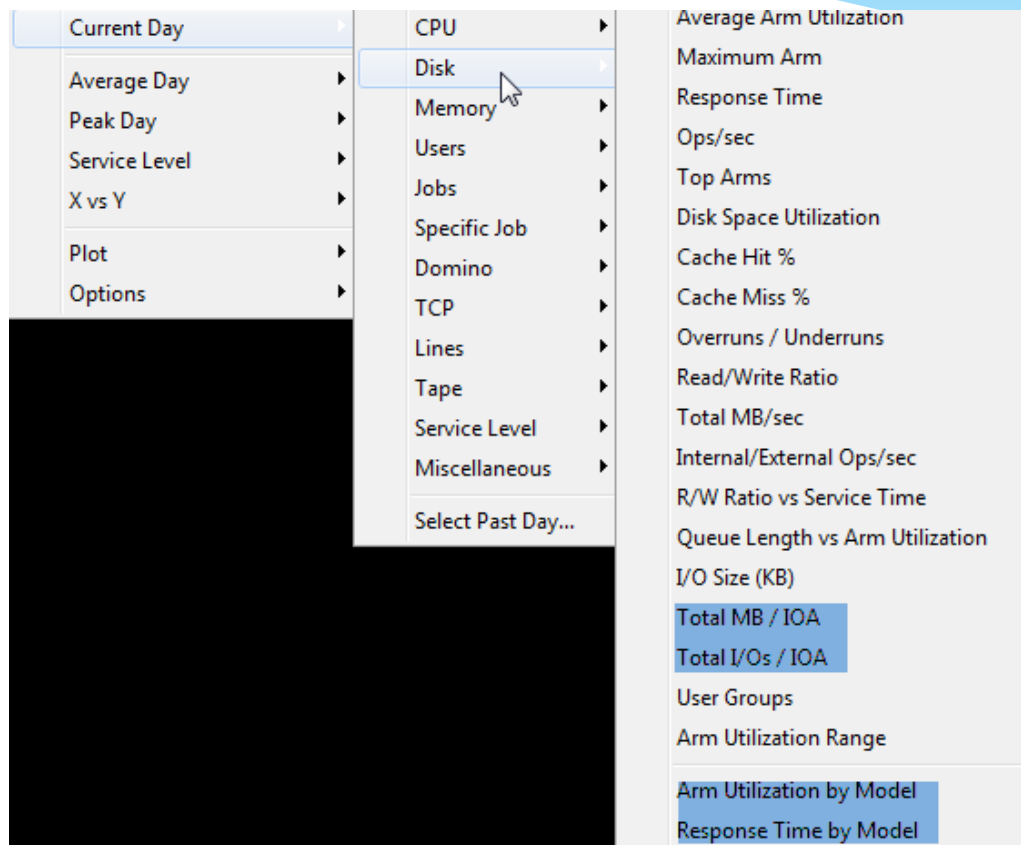 Current Day
Average Day
Peak Day
Service Level
X vs Y
Plot
Options
CPU
Disk
Memory
Users
Jobs
Specific Job
Domino
TCP
Lines
Tape
Service Level
Miscellaneous
Select Past Day...
Average Arm Utilization
Maximum Arm
Response Time
Ops/sec
Top Arms
Disk Space Utilization
Cache Hit %
Cache Miss %
Overruns / Underruns
Read/Write Ratio
Total MB/sec
Internal/External Ops/sec
R/W Ratio vs Service Time
Queue Length vs Arm Utilization
I/O Size (KB)
Total MB / IOA
Total I/Os / IOA
User Groups
Arm Utilization Range
Arm Utilization by Model
Response Time by Model